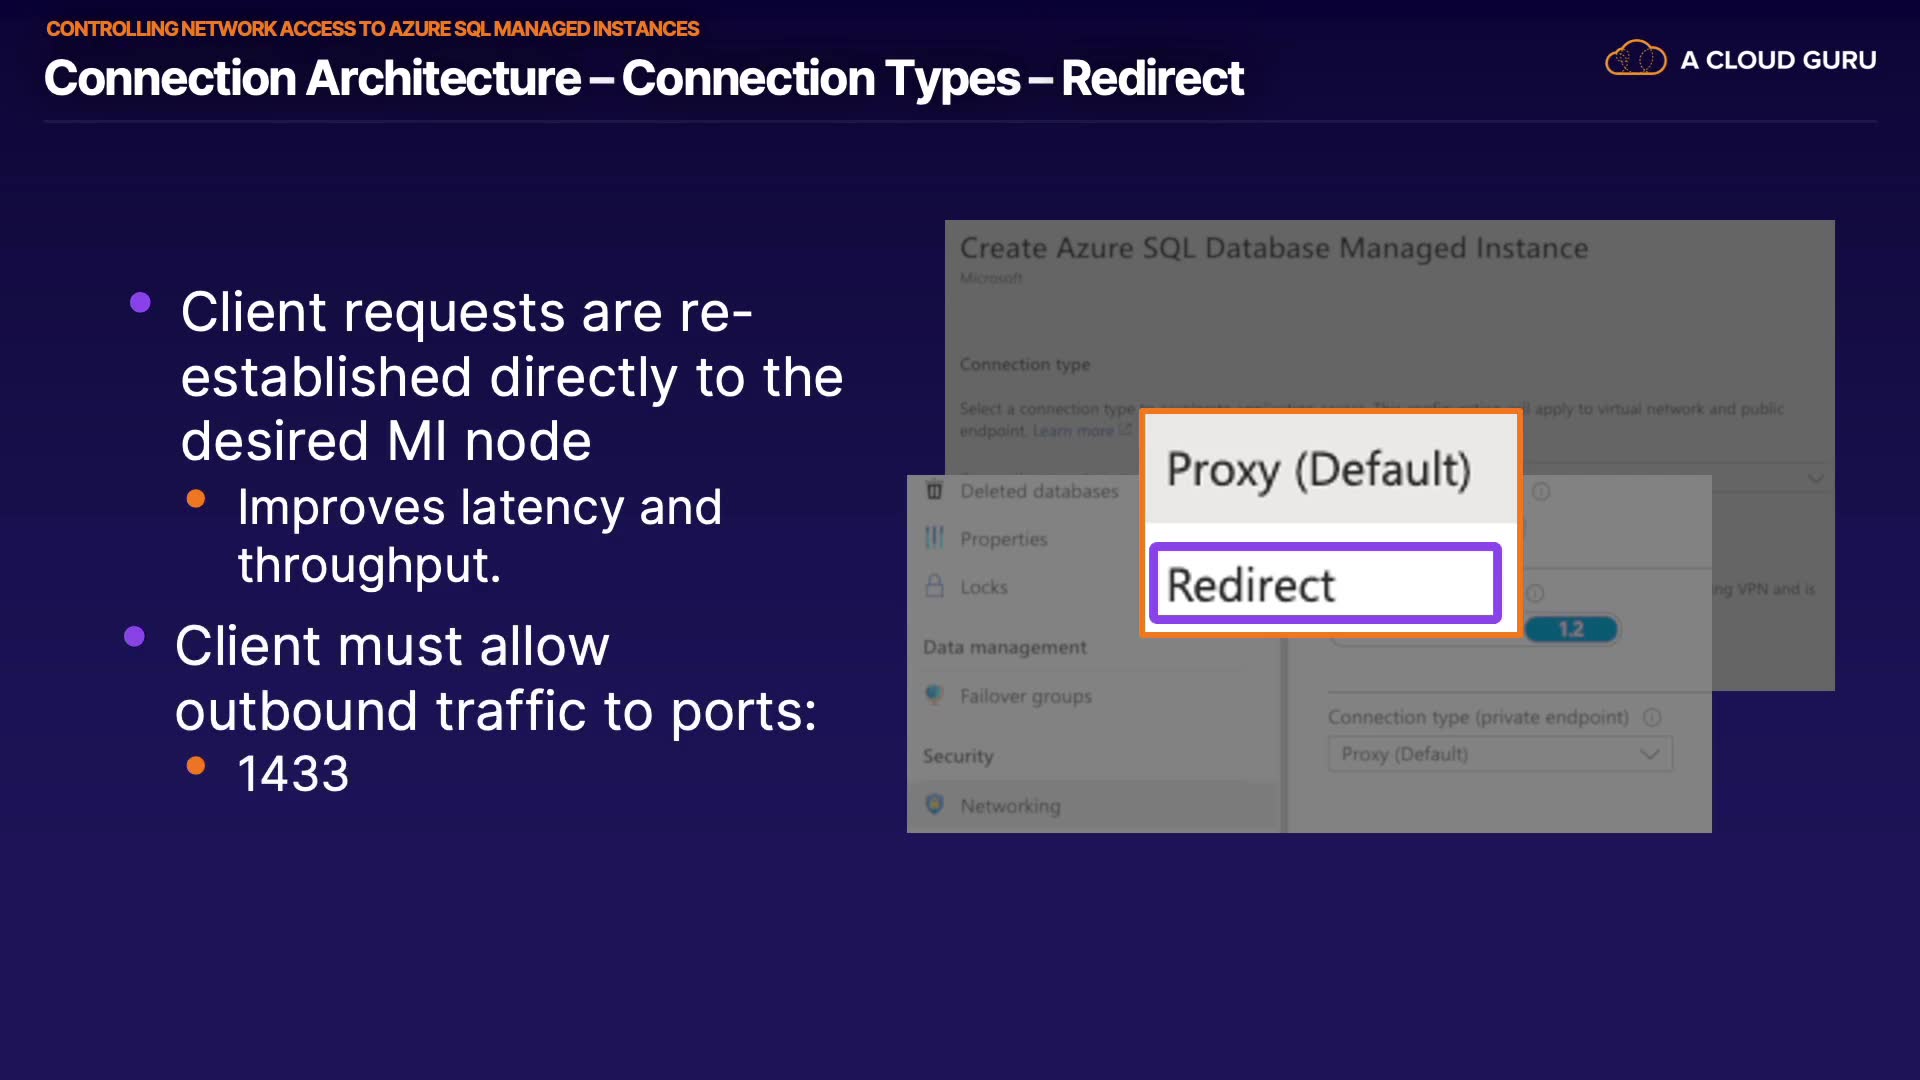 CONTROLLING NETWORK ACCESS TO AZURE SQL MANAGED INSTANCES
Connection Architecture – Connection Types – Redirect
A CLOUD GURU
Client requests are re-
established directly to the
desired MI node
Improves latency and
throughput.
Client must allow
outbound traffic to ports:
1433
Create Azure SQL Database Managed Instance
Microsoft
Connection type
Select a connection type
apply to virtual network and public
endpoint. Learn more
Proxy (Default)
Redirect
Deleted databases
Properties
Locks
Data management
Failover groups
Security
Networking
VPN and is
1.2
Connection type (private endpoint)
Proxy (Default)